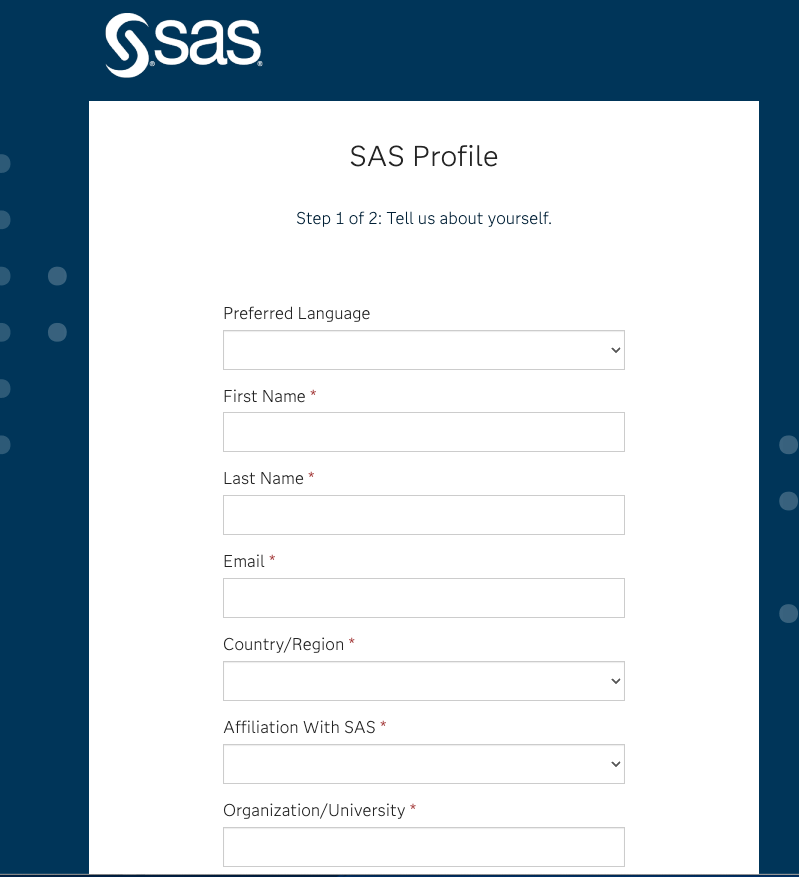 sas
SAS Profile
Step 1 of 2: Tell us about yourself.
Preferred Language
First Name *
Last Name *
Email *
Country/Region *
Affiliation With SAS *
Organization/University *